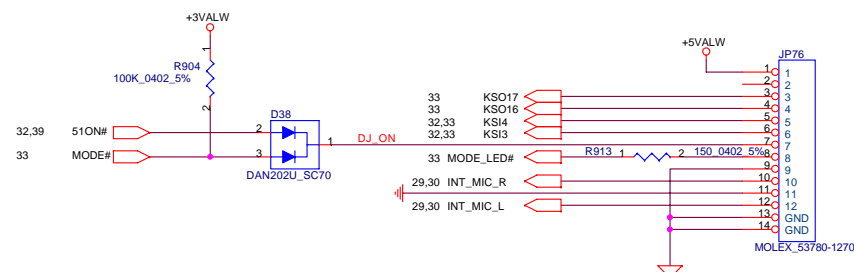 +3VALW
1
R904
100K_0402_5%
2
+5VALW
JP76
1 1
2 2
33 KSO17 3 3
33 KSO16 4 4
32,33 KSI4 5 5
32,33 KSI3 6 6
D38
32,39 51ON# 2
33 MODE# 3
1 DJ_ON 7 7
DAN202U_SC70
33 MODE_LED# R913 1 2 150_0402_5% 8 8
9 9
29,30 INT_MIC_R 10 10
11 11
29,30 INT_MIC_L 12 12
13 GND
14 GND
MOLEX_53780-1270